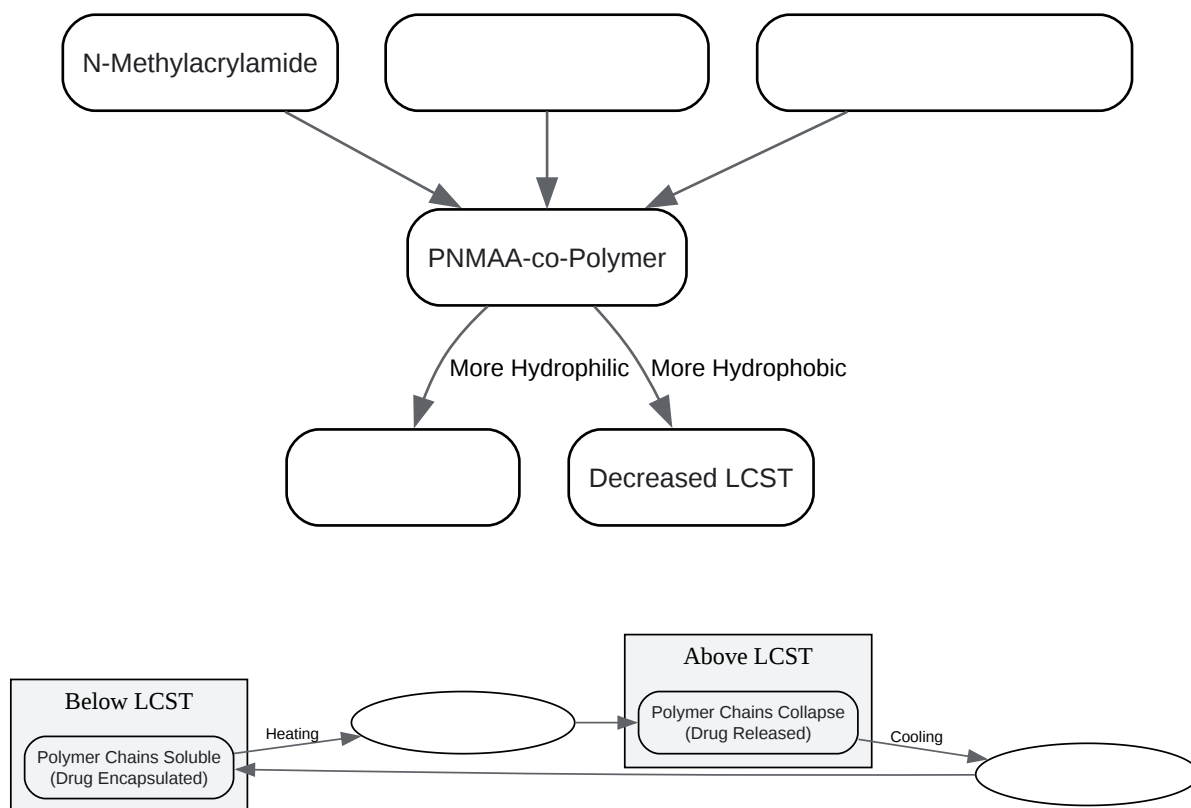 N-Methylacrylamide
PNMAA-co-Polymer
More Hydrophilic
More Hydrophobic
Decreased LCST
Below LCST
Polymer Chains Soluble
(Drug Encapsulated)
Heating
Above LCST
Polymer Chains Collapse
(Drug Released)
Cooling